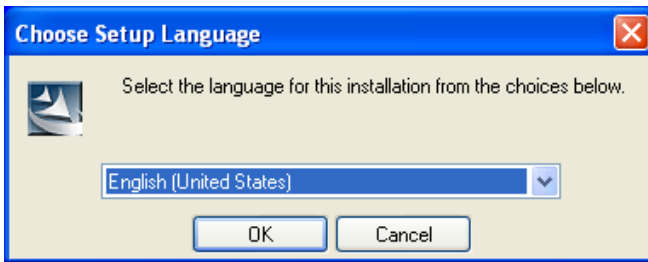 Choose Setup Language
Select the language for this installation from the choices below.
English (United States)
OK
Cancel